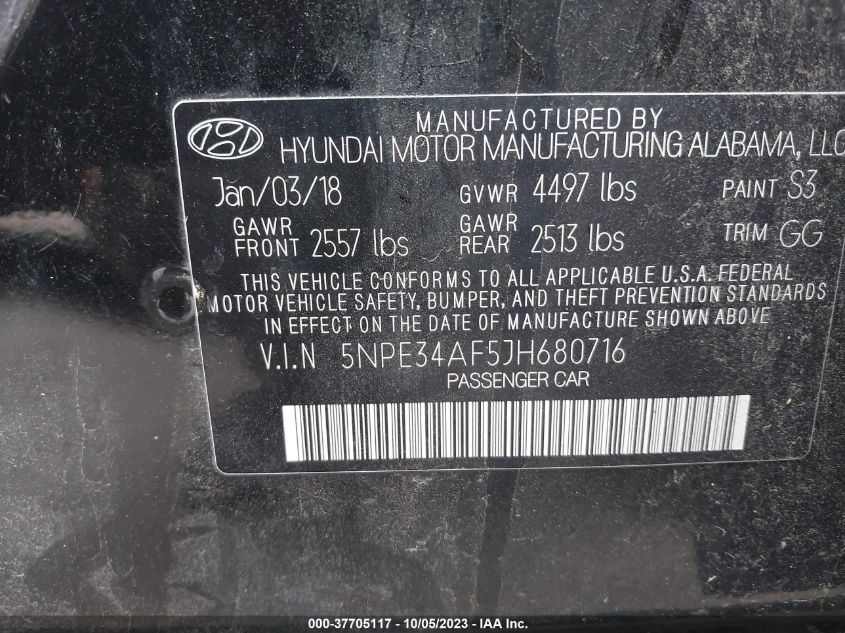 MANUFACTURED BY
HYUNDAI MOTOR MANUFACTURING ALABAMA, LLC
Jan/03/18 GVWR 4497 lbs PAINT S3
GAWR FRONT 2557 lbs GAWR REAR 2513 lbs TRIM GG
THIS VEHICLE CONFORMS TO ALL APPLICABLE U.S.A. FEDERAL
MOTOR VEHICLE SAFETY, BUMPER, AND THEFT PREVENTION STANDARDS
IN EFFECT ON THE DATE OF MANUFACTURE SHOWN ABOVE
V.I.N 5NPE34AF5JH680716
PASSENGER CAR
000-37705117 - 10/05/2023 - IAA Inc.